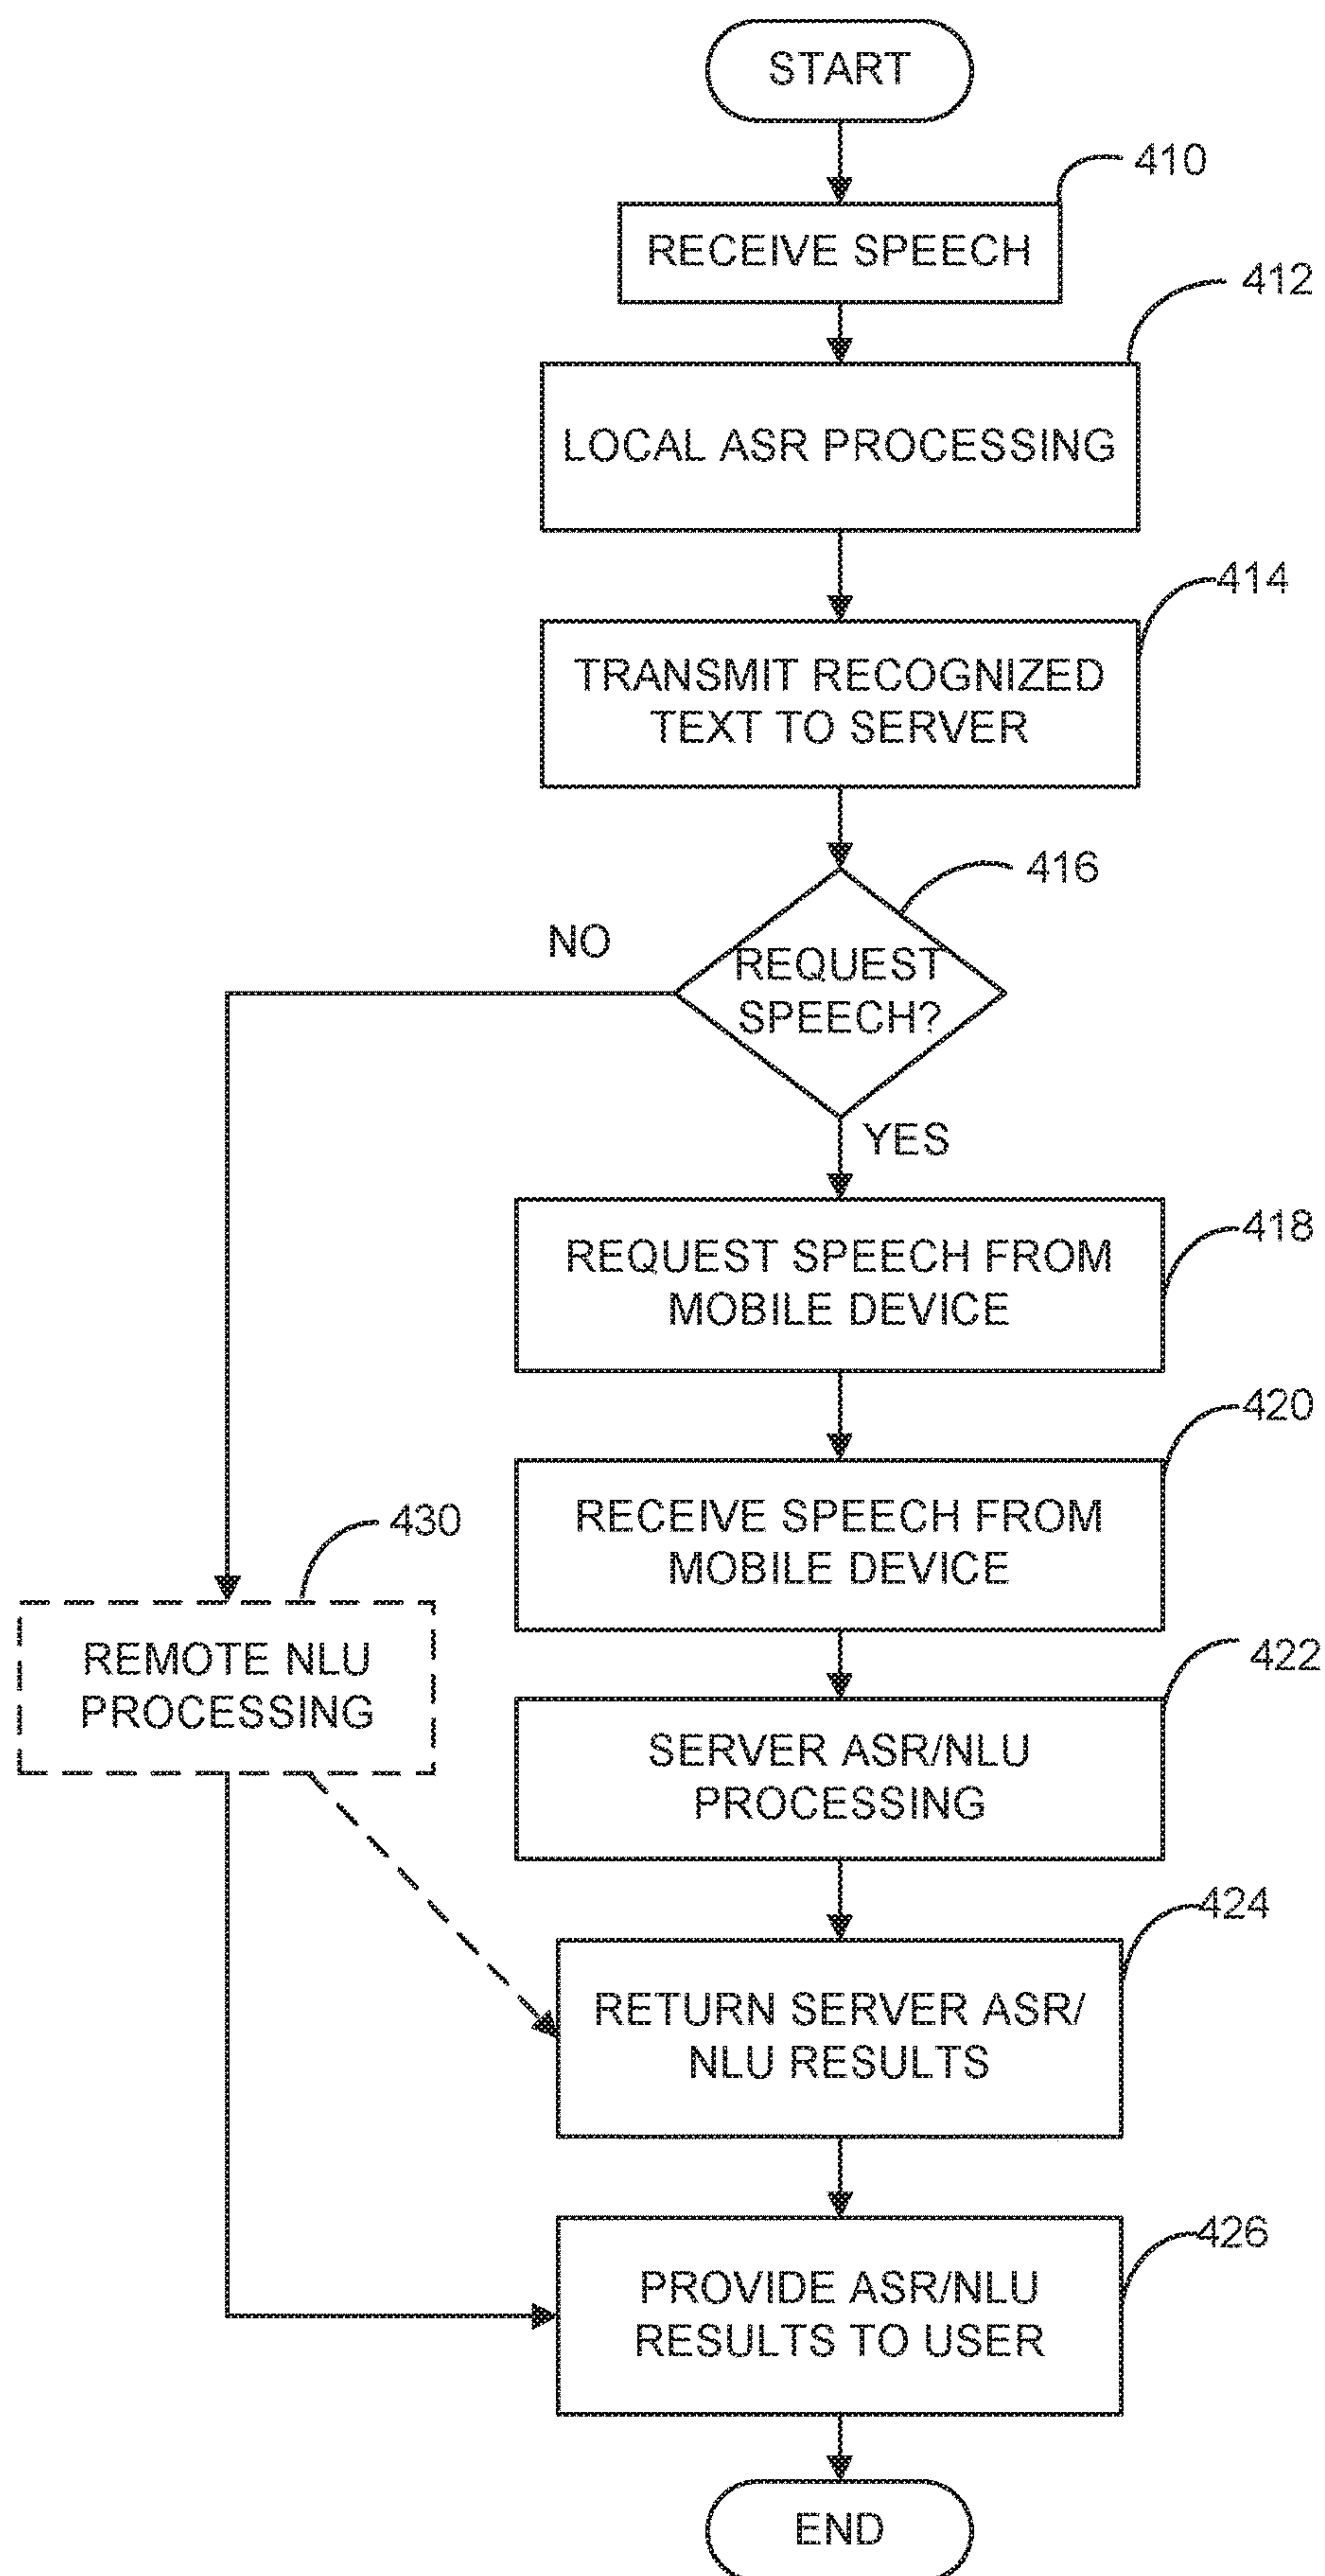 START
410
RECEIVE SPEECH
412
LOCAL ASR PROCESSING
414
TRANSMIT RECOGNIZED
TEXT TO SERVER
416
NO
REQUEST
SPEECH?
YES
418
REQUEST SPEECH FROM
MOBILE DEVICE
420
RECEIVE SPEECH FROM
MOBILE DEVICE
430
REMOTE NLU
PROCESSING
422
SERVER ASR/NLU
PROCESSING
424
RETURN SERVER ASR/
NLU RESULTS
426
PROVIDE ASR/NLU
RESULTS TO USER
END